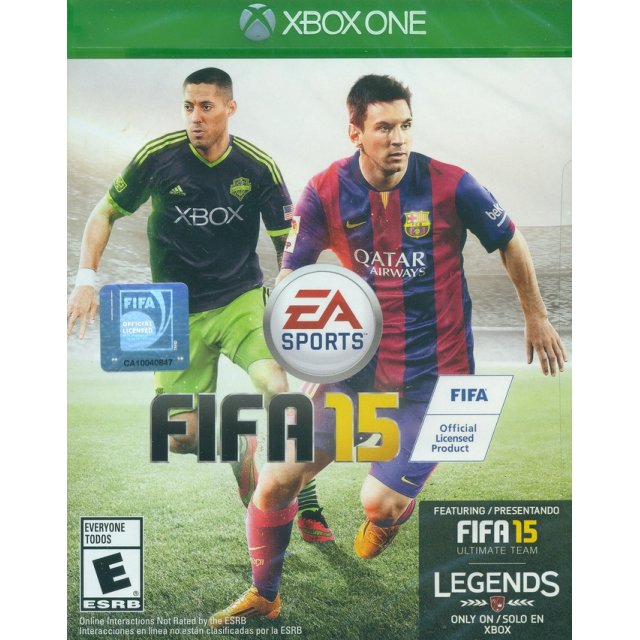 XBOX ONE
XBOX
QATAR
AIRWAYS
beko
FIFA
OFFICIAL
LICENSED
CA10040847
EA
SPORTS
FIFA 15
FIFA
Official
Licensed
Product
FEATURING / PRESENTANDO
FIFA 15
ULTIMATE TEAM
LEGENDS
ONLY ON / SOLO EN
XBOX
EVERYONE
TODOS
E
ESRB
Online Interactions Not Rated by the ESRB
Interacciones en línea no están clasificadas por la ESRB